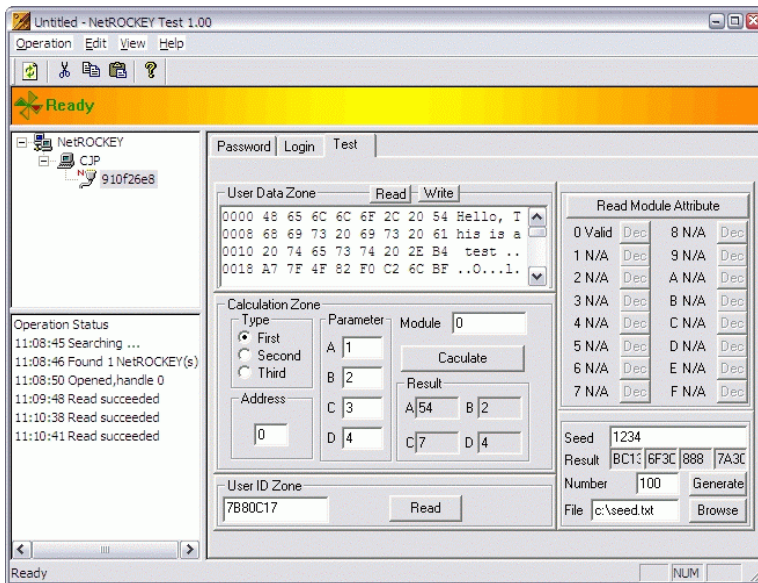 Untitled - NetROCKEY Test 1.00
Operation Edit View Help
Ready
NetROCKEY
CJP
N
910f26e8
Operation Status
11:08:45 Searching ...
11:08:46 Found 1 NetROCKEY(s)
11:08:50 Opened,handle 0
11:09:48 Read succeeded
11:10:38 Read succeeded
11:10:41 Read succeeded
Password Login Test
User Data Zone Read Write
0000 48 65 6C 6C 6F 2C 20 54 Hello, T
0008 68 69 73 20 69 73 20 61 his is a
0010 20 74 65 73 74 20 2E B4 test ..
0018 A7 7F 4F 82 F0 C2 6C BF ..O...l.
Calculation Zone
Type
First
Second
Third
Address
0
Parameter
A 1
B 2
C 3
D 4
Module 0
Caculate
Result
A 54 B 2
C 7 D 4
User ID Zone
7B80C17 Read
Read Module Attribute
0 Valid Dec 8 N/A Dec
1 N/A Dec 9 N/A Dec
2 N/A Dec A N/A Dec
3 N/A Dec B N/A Dec
4 N/A Dec C N/A Dec
5 N/A Dec D N/A Dec
6 N/A Dec E N/A Dec
7 N/A Dec F N/A Dec
Seed 1234
Result 888
Number 100 Generate
File c:\seed.txt Browse
Ready NUM